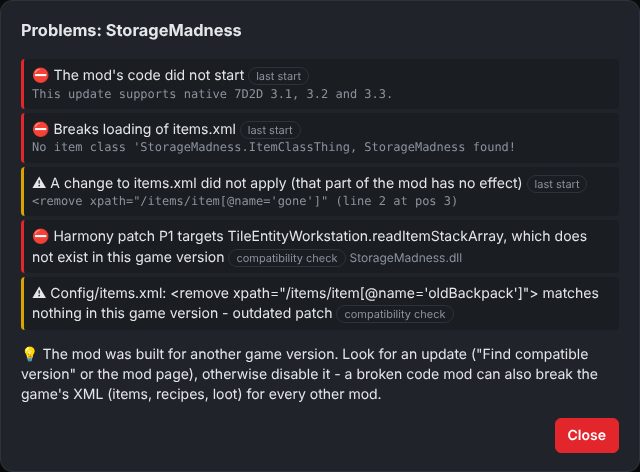 Problems: StorageMadness
⛔ The mod's code did not start last start
This update supports native 7D2D 3.1, 3.2 and 3.3.
⛔ Breaks loading of items.xml last start
No item class 'StorageMadness.ItemClassThing, StorageMadness found!
⚠ A change to items.xml did not apply (that part of the mod has no effect) last start
<remove xpath="/items/item[@name='gone']" (line 2 at pos 3)
⛔ Harmony patch P1 targets TileEntityWorkstation.readItemStackArray, which does
not exist in this game version compatibility check StorageMadness.dll
⚠ Config/items.xml: <remove xpath="/items/item[@name='oldBackpack']"> matches
nothing in this game version - outdated patch compatibility check
💡 The mod was built for another game version. Look for an update ("Find compatible
version" or the mod page), otherwise disable it - a broken code mod can also break the
game's XML (items, recipes, loot) for every other mod.
Close